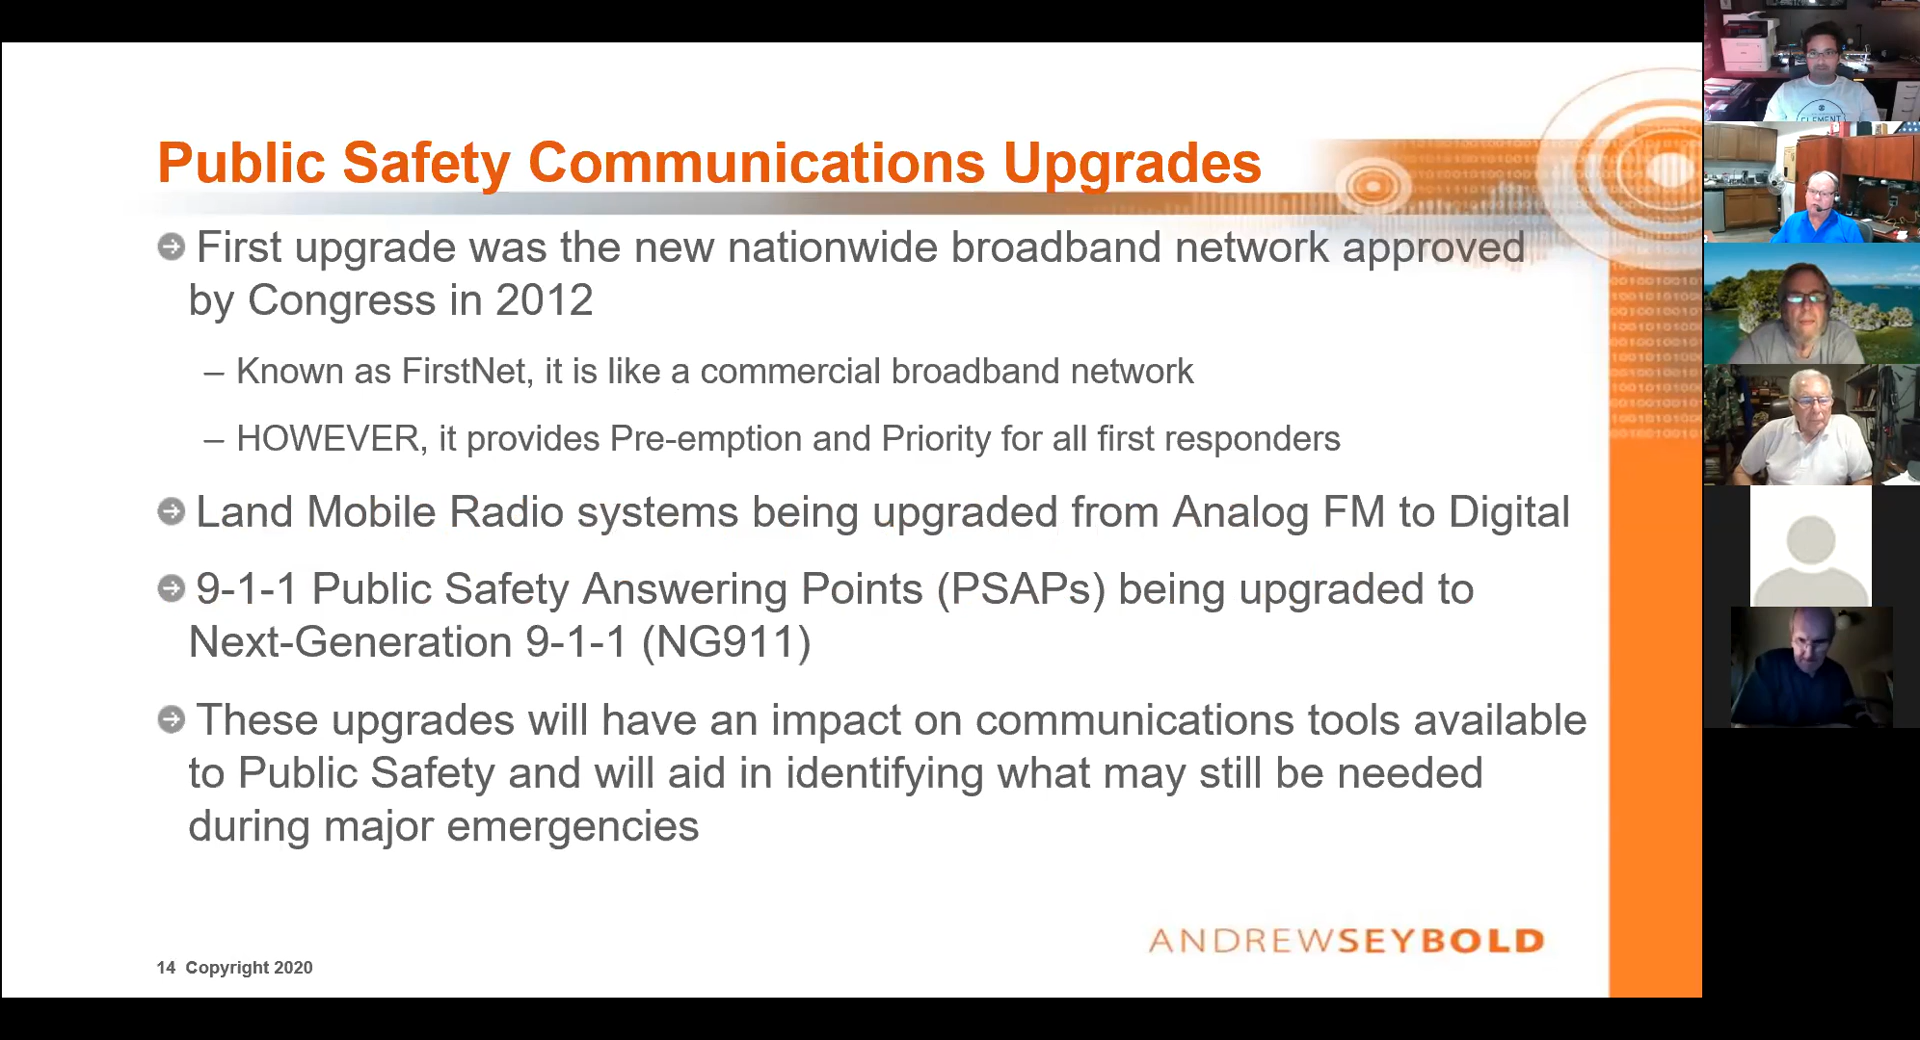 Public Safety Communications Upgrades
First upgrade was the new nationwide broadband network approved
by Congress in 2012
– Known as FirstNet, it is like a commercial broadband network
– HOWEVER, it provides Pre-emption and Priority for all first responders
Land Mobile Radio systems being upgraded from Analog FM to Digital
9-1-1 Public Safety Answering Points (PSAPs) being upgraded to
Next-Generation 9-1-1 (NG911)
These upgrades will have an impact on communications tools available
to Public Safety and will aid in identifying what may still be needed
during major emergencies
ANDREWSEYBOLD
14 Copyright 2020
ELEMENT